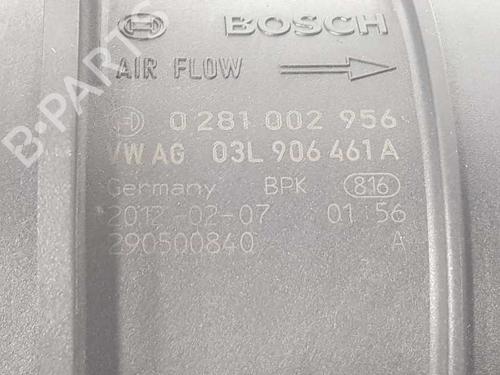 BOSCH
AIR FLOW
0 281 002 956
VW AG 03L 906 461 A
Germany BPK 816
2012-02-07 01:56
290500840 A
B-PARTS